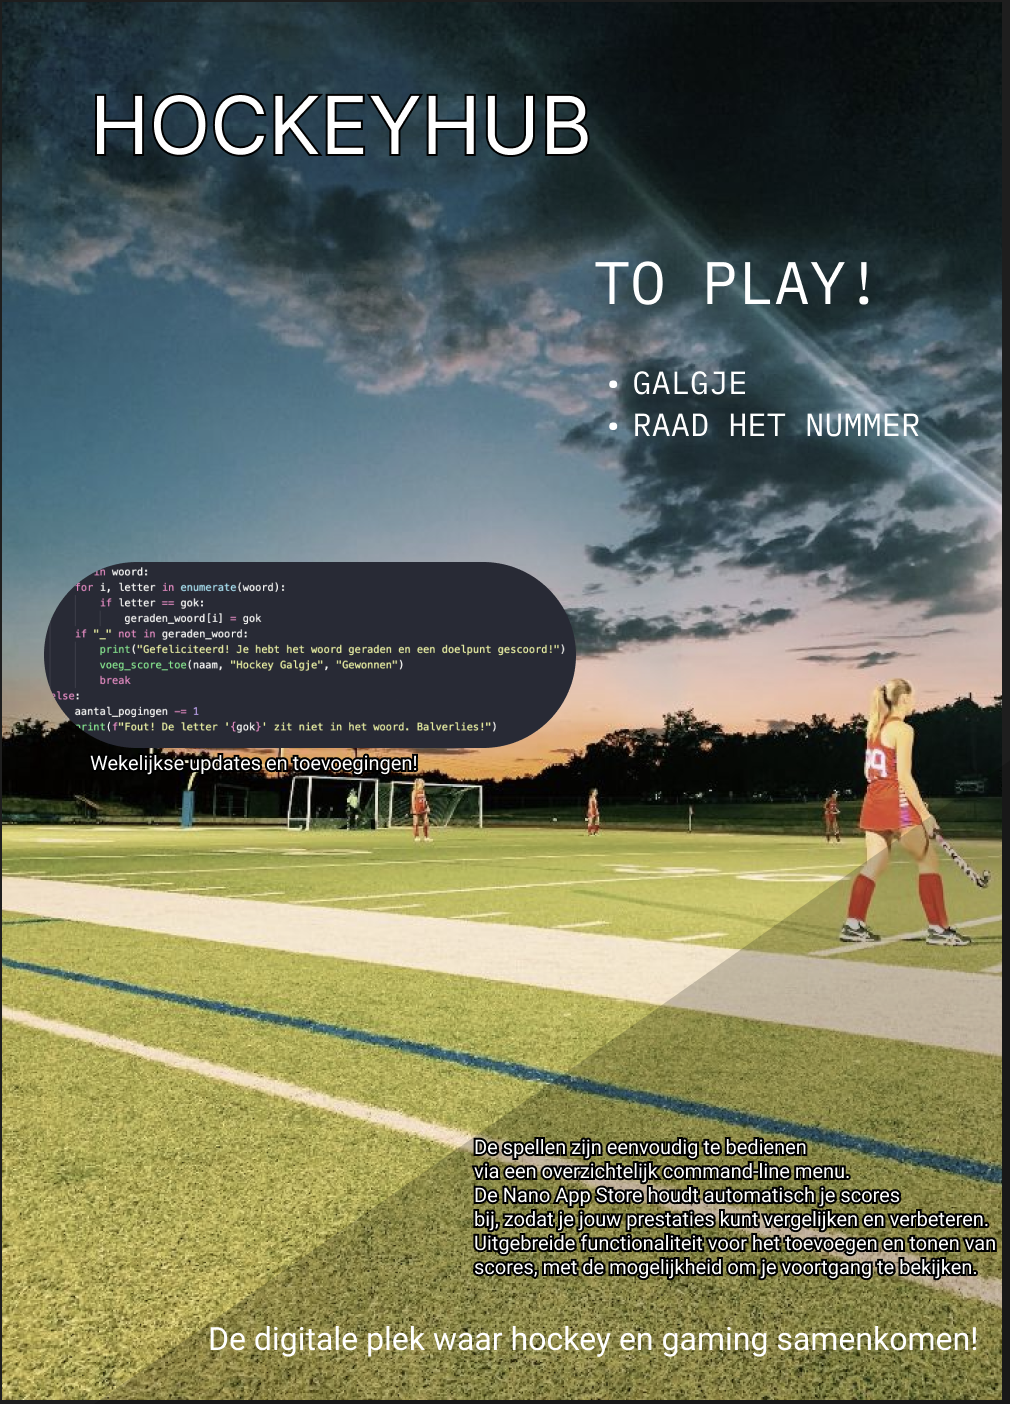 HOCKEYHUB
TO PLAY!
• GALGJE
• RAAD HET NUMMER
in woord:
for i, letter in enumerate(woord):
if letter == gok:
geraden_woord[i] = gok
if "_" not in geraden_woord:
print("Gefeliciteerd! Je hebt het woord geraden en een doelpunt gescoord!")
voeg_score_toe(naam, "Hockey Galgje", "Gewonnen")
break
else:
aantal_pogingen -= 1
print(f"Fout! De letter '{gok}' zit niet in het woord. Balverlies!")
Wekelijkse updates en toevoegingen!
De spellen zijn eenvoudig te bedienen
via een overzichtelijk command-line menu.
De Nano App Store houdt automatisch je scores
bij, zodat je jouw prestaties kunt vergelijken en verbeteren.
Uitgebreide functionaliteit voor het toevoegen en tonen van
scores, met de mogelijkheid om je voortgang te bekijken.
De digitale plek waar hockey en gaming samenkomen!